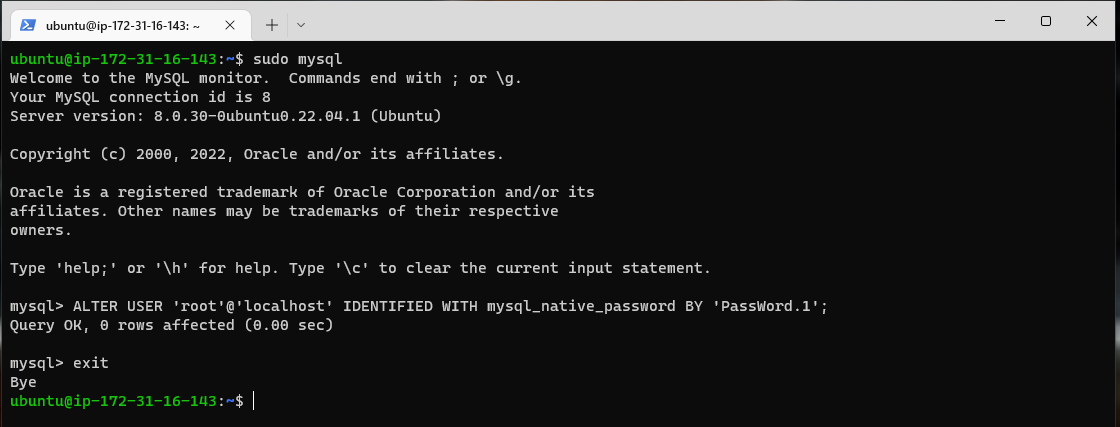 ubuntu@ip-172-31-16-143: ~
ubuntu@ip-172-31-16-143:~$ sudo mysql
Welcome to the MySQL monitor.  Commands end with ; or \g.
Your MySQL connection id is 8
Server version: 8.0.30-0ubuntu0.22.04.1 (Ubuntu)
Copyright (c) 2000, 2022, Oracle and/or its affiliates.
Oracle is a registered trademark of Oracle Corporation and/or its
affiliates. Other names may be trademarks of their respective
owners.
Type 'help;' or '\h' for help. Type '\c' to clear the current input statement.
mysql> ALTER USER 'root'@'localhost' IDENTIFIED WITH mysql_native_password BY 'PassWord.1';
Query OK, 0 rows affected (0.00 sec)
mysql> exit
Bye
ubuntu@ip-172-31-16-143:~$